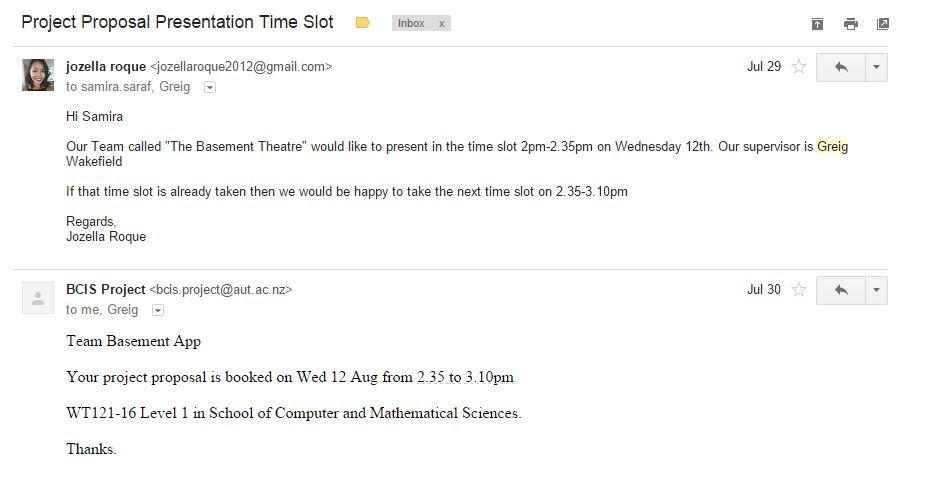 Project Proposal Presentation Time Slot
Inbox x
jozella roque <jozellaroque2012@gmail.com>
Jul 29
to samira.saraf, Greig
Hi Samira
Our Team called "The Basement Theatre" would like to present in the time slot 2pm-2.35pm on Wednesday 12th. Our supervisor is Greig
Wakefield
If that time slot is already taken then we would be happy to take the next time slot on 2.35-3.10pm
Regards,
Jozella Roque
BCIS Project <bcis.project@aut.ac.nz>
Jul 30
to me, Greig
Team Basement App
Your project proposal is booked on Wed 12 Aug from 2.35 to 3.10pm
WT121-16 Level 1 in School of Computer and Mathematical Sciences.
Thanks.